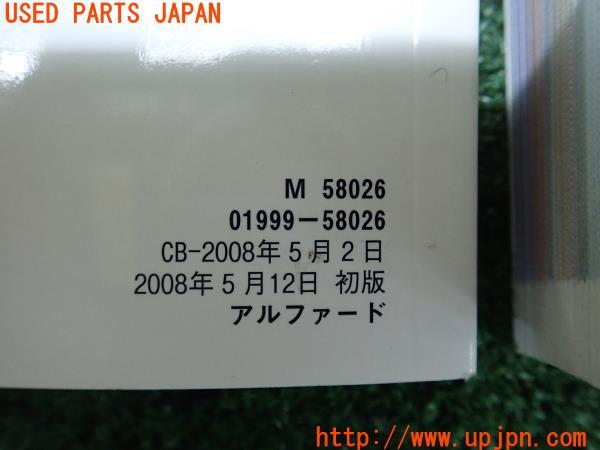 USED PARTS JAPAN
M 58026
01999-58026
CB-2008年5月2日
2008年5月12日 初版
アルファード
http://www.upjpn.com